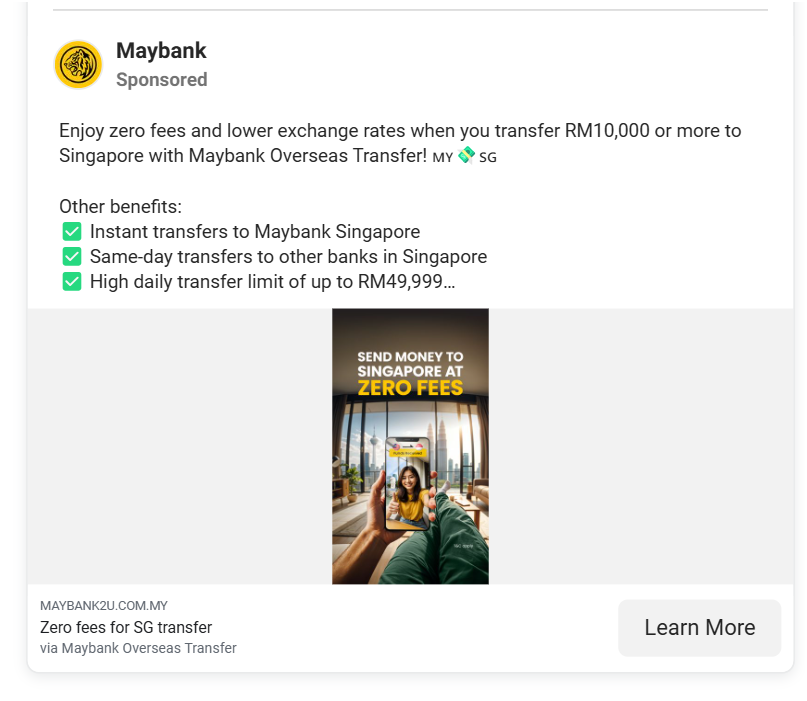 Maybank
Sponsored
Enjoy zero fees and lower exchange rates when you transfer RM10,000 or more to
Singapore with Maybank Overseas Transfer! MY 💸 SG
Other benefits:
✅ Instant transfers to Maybank Singapore
✅ Same-day transfers to other banks in Singapore
✅ High daily transfer limit of up to RM49,999…
SEND MONEY TO
SINGAPORE AT
ZERO FEES
MAYBANK2U.COM.MY
Zero fees for SG transfer
via Maybank Overseas Transfer
Learn More